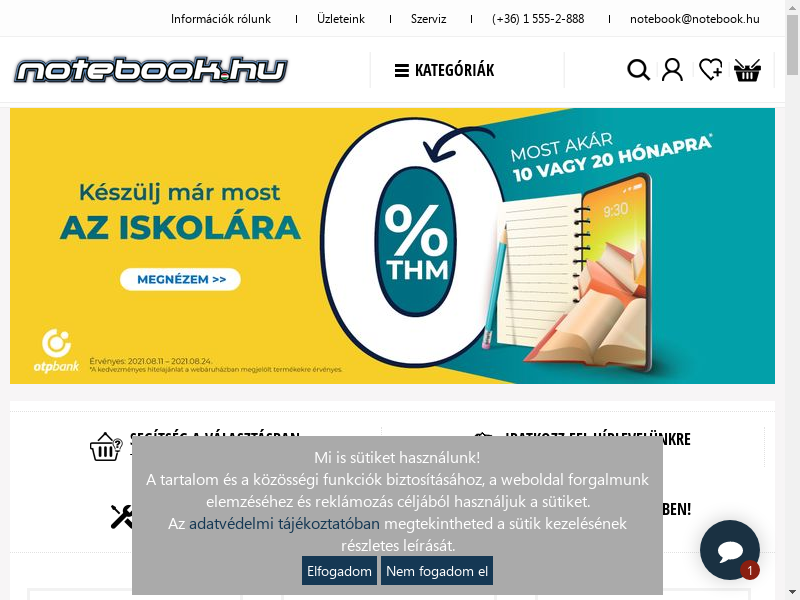 Információk rólunk
Üzleteink
Szerviz
(+36) 1 555-2-888
notebook@notebook.hu
notebook.hu
KATEGÓRIÁK
Készülj már most
AZ ISKOLÁRA
MEGNÉZEM >>
0
%
THM
MOST AKÁR
10 VAGY 20 HÓNAPRA*
9:30
otpbank
Érvényes: 2021.08.11 – 2021.08.24.
*A kedvezményes hitelajánlat a webáruházban megjelölt termékekre érvényes.
SEGÍTSÉG A VÁLASZTÁSBAN
IRATKOZZ FEL HÍRLEVELÜNKRE
BEN!
Mi is sütiket használunk!
A tartalom és a közösségi funkciók biztosításához, a weboldal forgalmunk
elemzéséhez és reklámozás céljából használjuk a sütiket.
Az adatvédelmi tájékoztatóban megtekintheted a sütik kezelésének
részletes leírását.
Elfogadom
Nem fogadom el
1